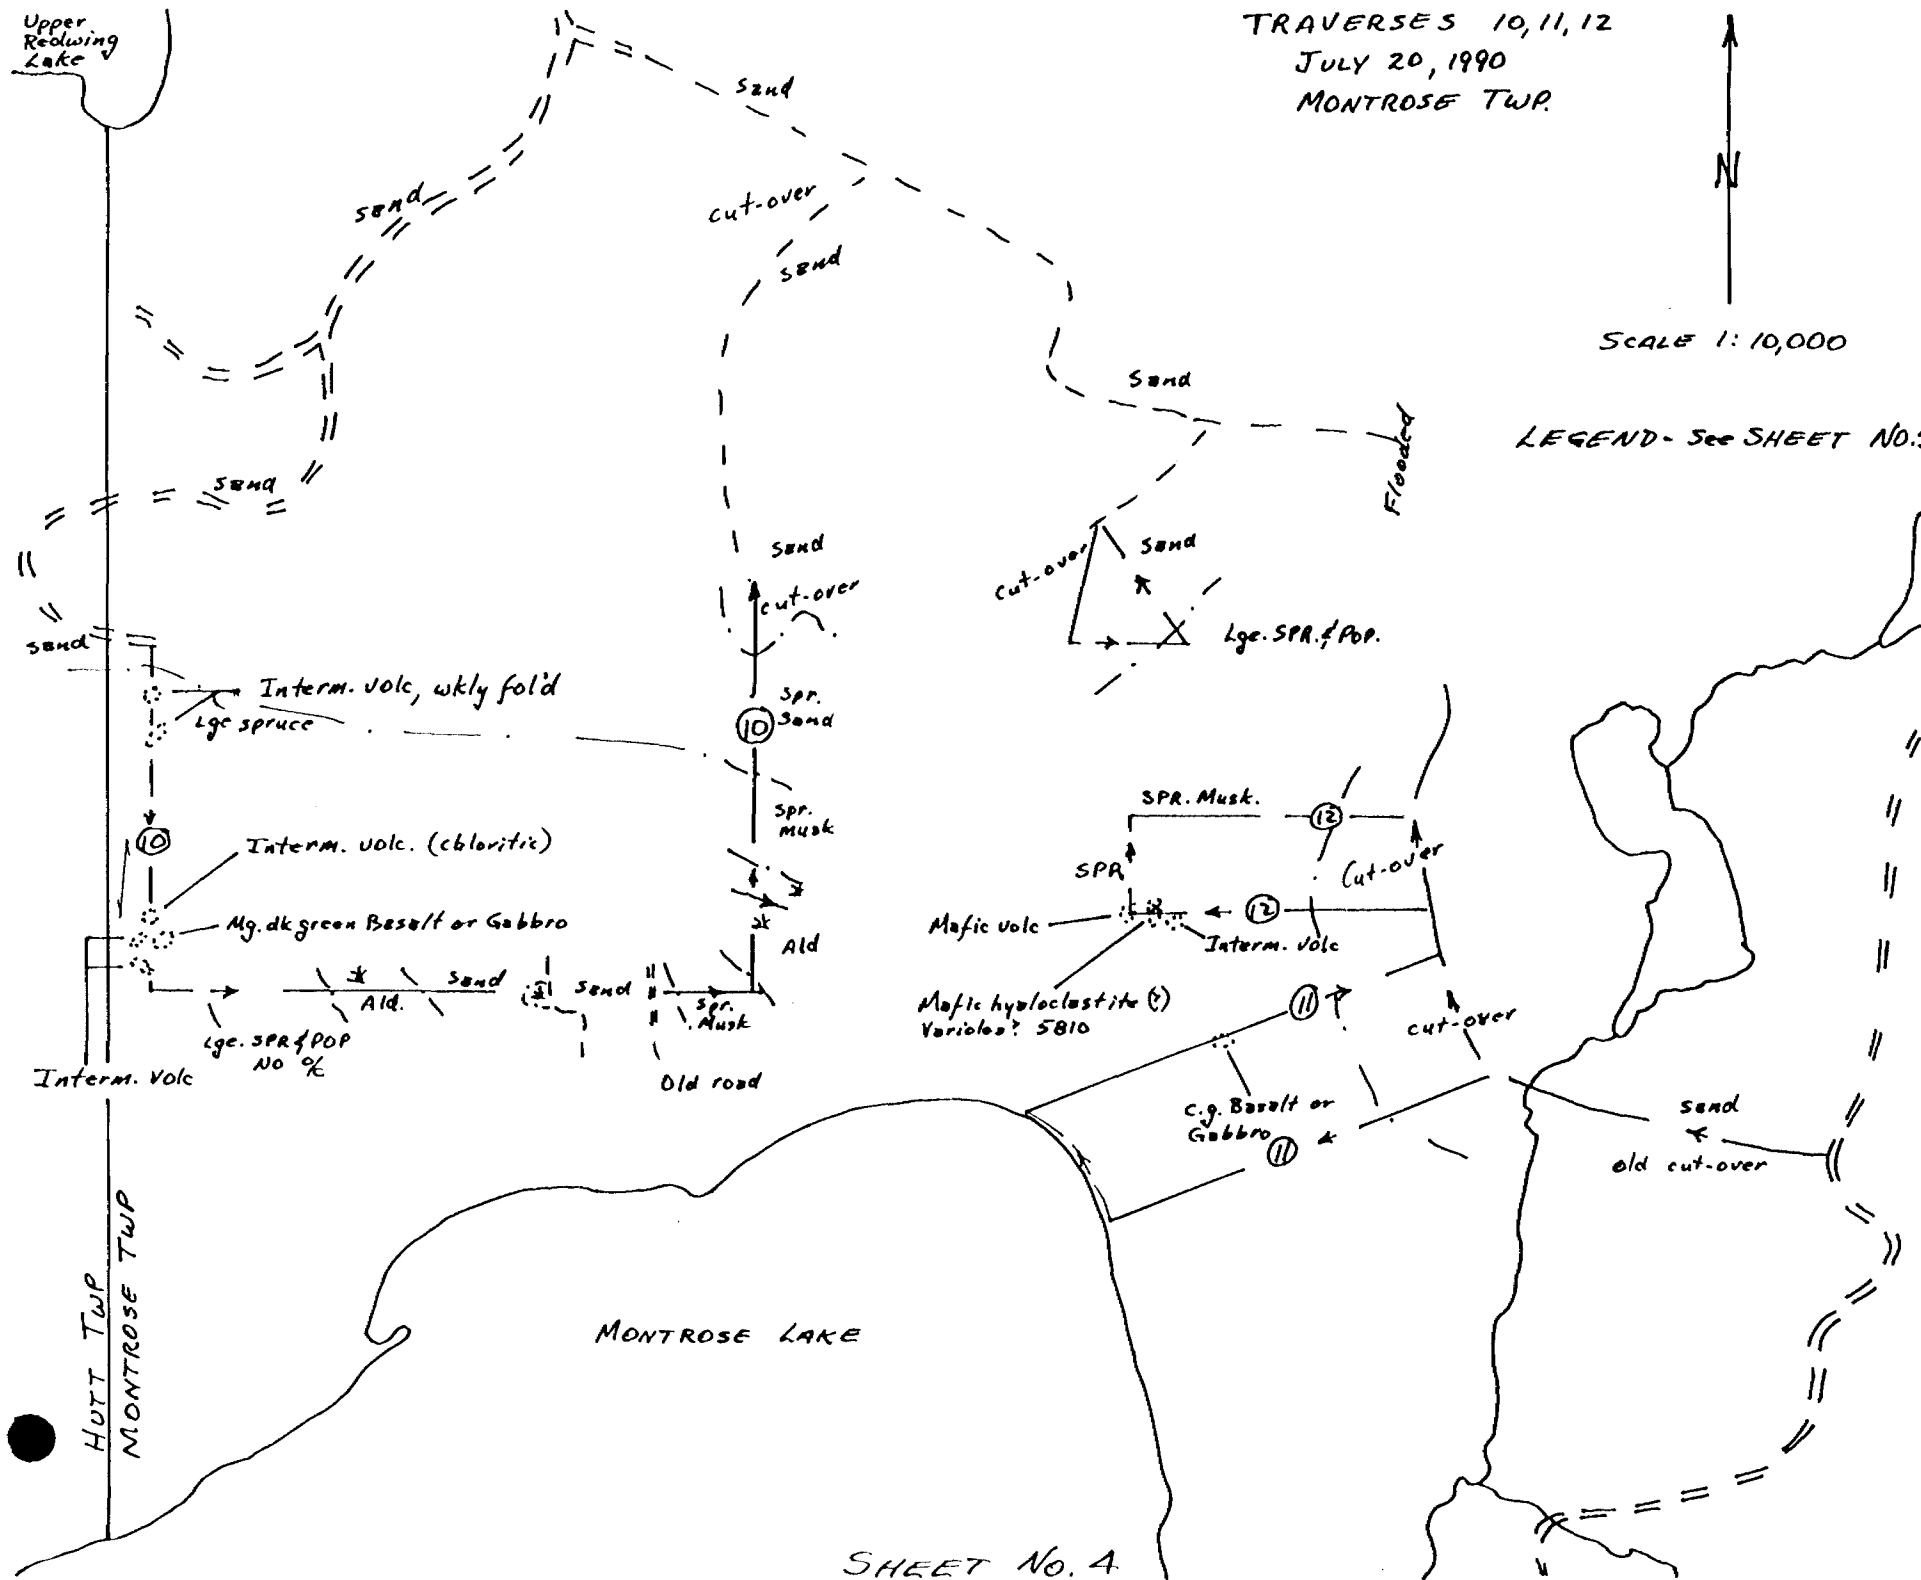 Upper
Redwing
Lake
TRAVERSES 10, 11, 12
JULY 20, 1990
MONTROSE TWP.
N
SCALE 1: 10,000
LEGEND - See SHEET NO.
sand
sand
cut-over
sand
sand
Flooded
sand
sand
cut-over
sand
cut-over
Lge. SPR. & POP.
sand
Interm. volc, wkly fol'd
Lge spruce
Spr.
Sand
10
Spr.
Musk
SPR. Musk.
12
10
Interm. volc. (chloritic)
SPR
Cut-over
Mg. dk green Basalt or Gabbro
Ald
Mafic volc
12
Interm. volc
sand
Ald.
sand
Spr.
Musk
Mafic hyaloclastite (?)
Varioles? 5810
11
cut-over
Lge. SPR & POP
No o/c
Interm. Volc
Old road
c.g. Basalt or
Gabbro
11
sand
old cut-over
HUTT TWP
MONTROSE TWP
MONTROSE LAKE
SHEET No. 4